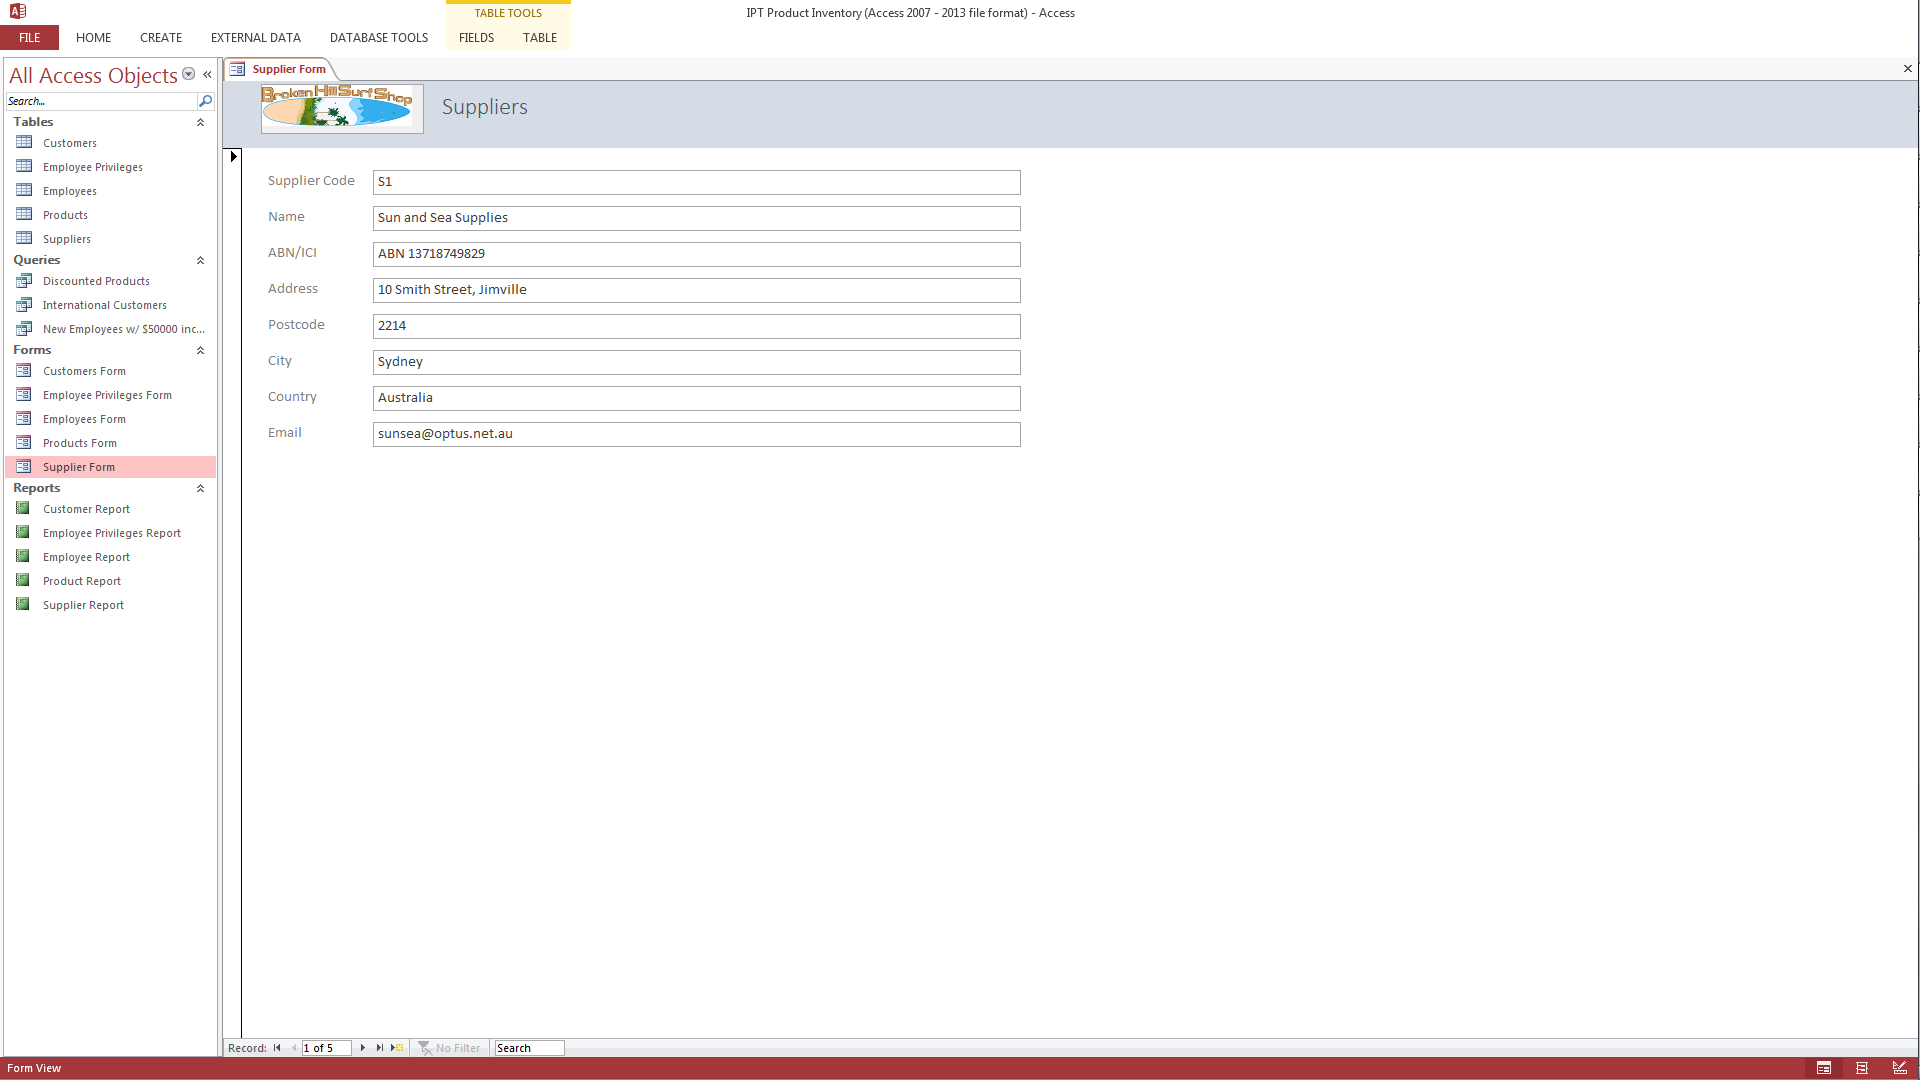 IPT Product Inventory (Access 2007 - 2013 file format) - Access
TABLE TOOLS
FILE HOME CREATE EXTERNAL DATA DATABASE TOOLS FIELDS TABLE
All Access Objects
Search...
Tables
Customers
Employee Privileges
Employees
Products
Suppliers
Queries
Discounted Products
International Customers
New Employees w/ $50000 inc...
Forms
Customers Form
Employee Privileges Form
Employees Form
Products Form
Supplier Form
Reports
Customer Report
Employee Privileges Report
Employee Report
Product Report
Supplier Report
Supplier Form
Broken Hill Surf Shop
Suppliers
Supplier Code S1
Name Sun and Sea Supplies
ABN/ICI ABN 13718749829
Address 10 Smith Street, Jimville
Postcode 2214
City Sydney
Country Australia
Email sunsea@optus.net.au
Record: 1 of 5 No Filter Search
Form View